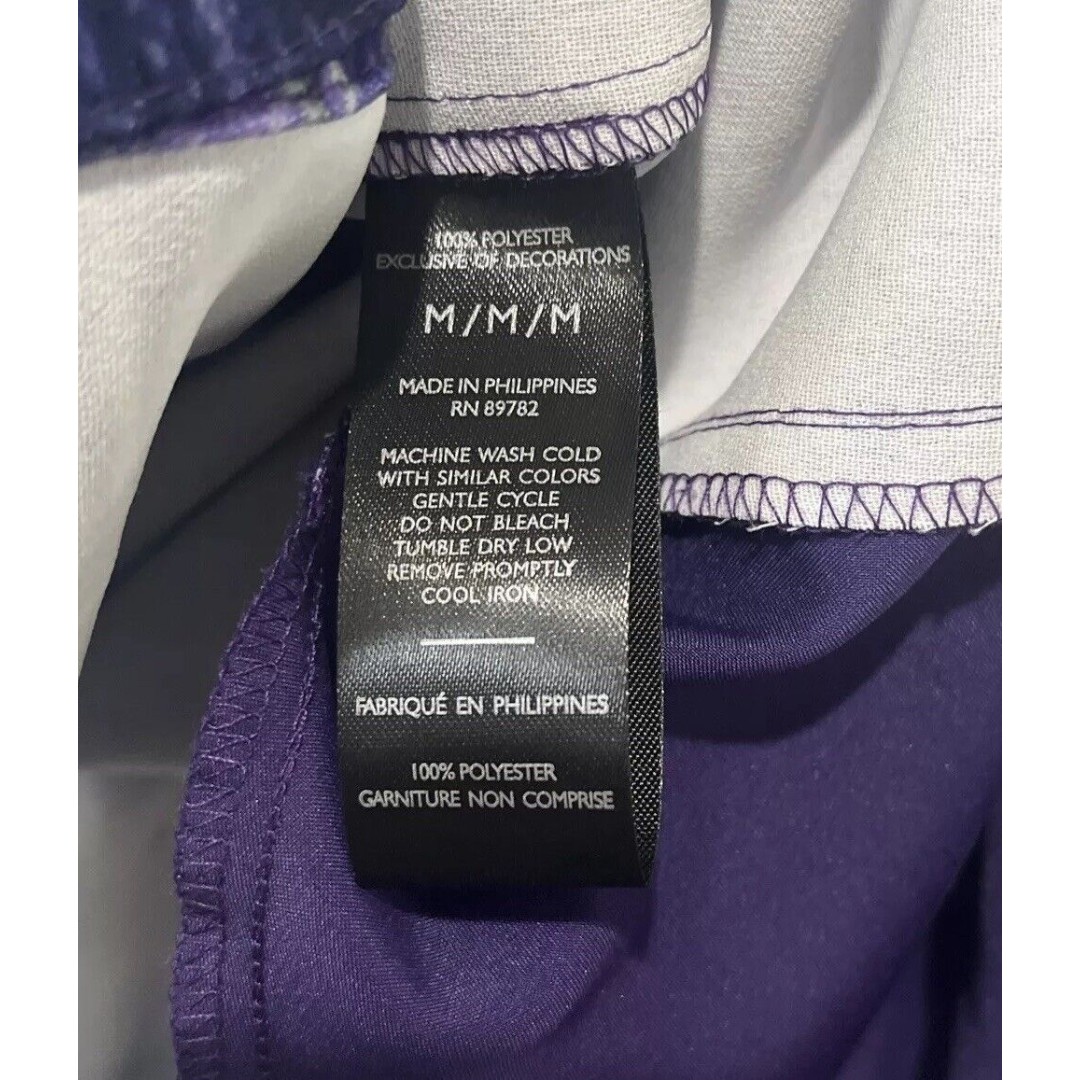 100% POLYESTER
EXCLUSIVE OF DECORATIONS
M/M/M
MADE IN PHILIPPINES
RN 89782
MACHINE WASH COLD
WITH SIMILAR COLORS
GENTLE CYCLE
DO NOT BLEACH
TUMBLE DRY LOW
REMOVE PROMPTLY
COOL IRON
FABRIQUÉ EN PHILIPPINES
100% POLYESTER
GARNITURE NON COMPRISE